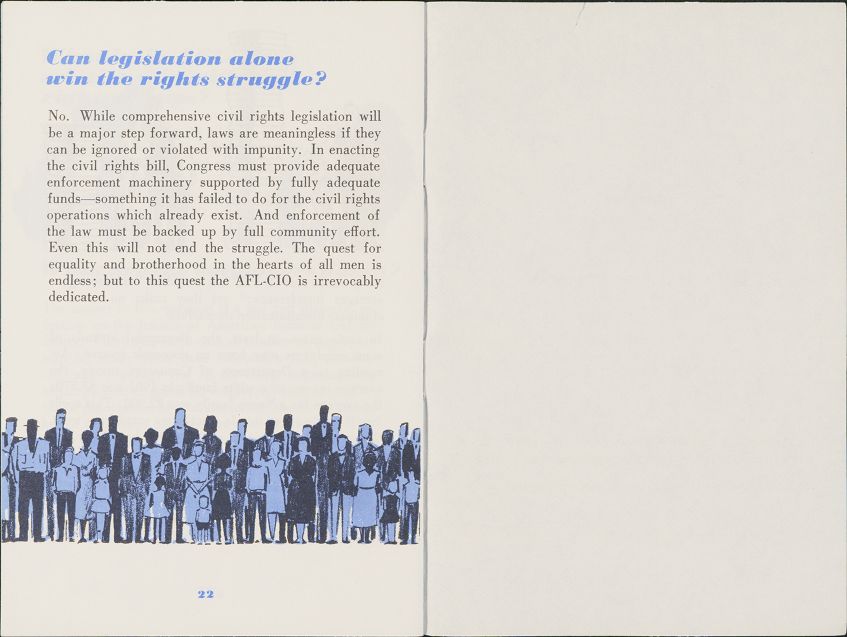 Can legislation alone
win the rights struggle?
No. While comprehensive civil rights legislation will
be a major step forward, laws are meaningless if they
can be ignored or violated with impunity. In enacting
the civil rights bill, Congress must provide adequate
enforcement machinery supported by fully adequate
funds—something it has failed to do for the civil rights
operations which already exist. And enforcement of
the law must be backed up by full community effort.
Even this will not end the struggle. The quest for
equality and brotherhood in the hearts of all men is
endless; but to this quest the AFL-CIO is irrevocably
dedicated.
22